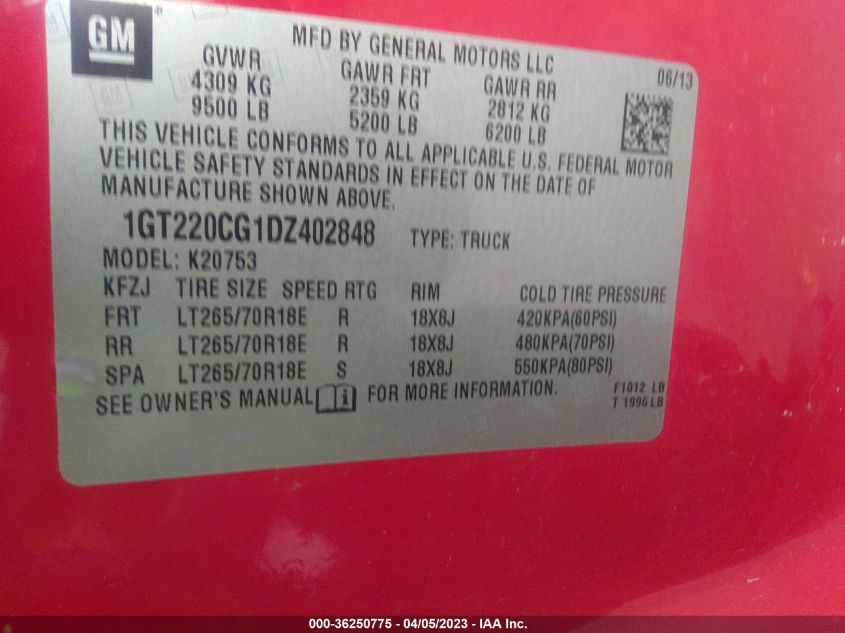 GM
®
MFD BY GENERAL MOTORS LLC
06/13
GVWR GAWR FRT GAWR RR
4309 KG 2359 KG 2812 KG
9500 LB 5200 LB 6200 LB
THIS VEHICLE CONFORMS TO ALL APPLICABLE U.S. FEDERAL MOTOR
VEHICLE SAFETY STANDARDS IN EFFECT ON THE DATE OF
MANUFACTURE SHOWN ABOVE.
1GT220CG1DZ402848 TYPE: TRUCK
MODEL: K20753
KFZJ TIRE SIZE SPEED RTG RIM COLD TIRE PRESSURE
FRT LT265/70R18E R 18X8J 420KPA(60PSI)
RR LT265/70R18E R 18X8J 480KPA(70PSI)
SPA LT265/70R18E S 18X8J 550KPA(80PSI)
SEE OWNER'S MANUAL i FOR MORE INFORMATION.
F1012 LB
T 1996 LB
000-36250775 - 04/05/2023 - IAA Inc.